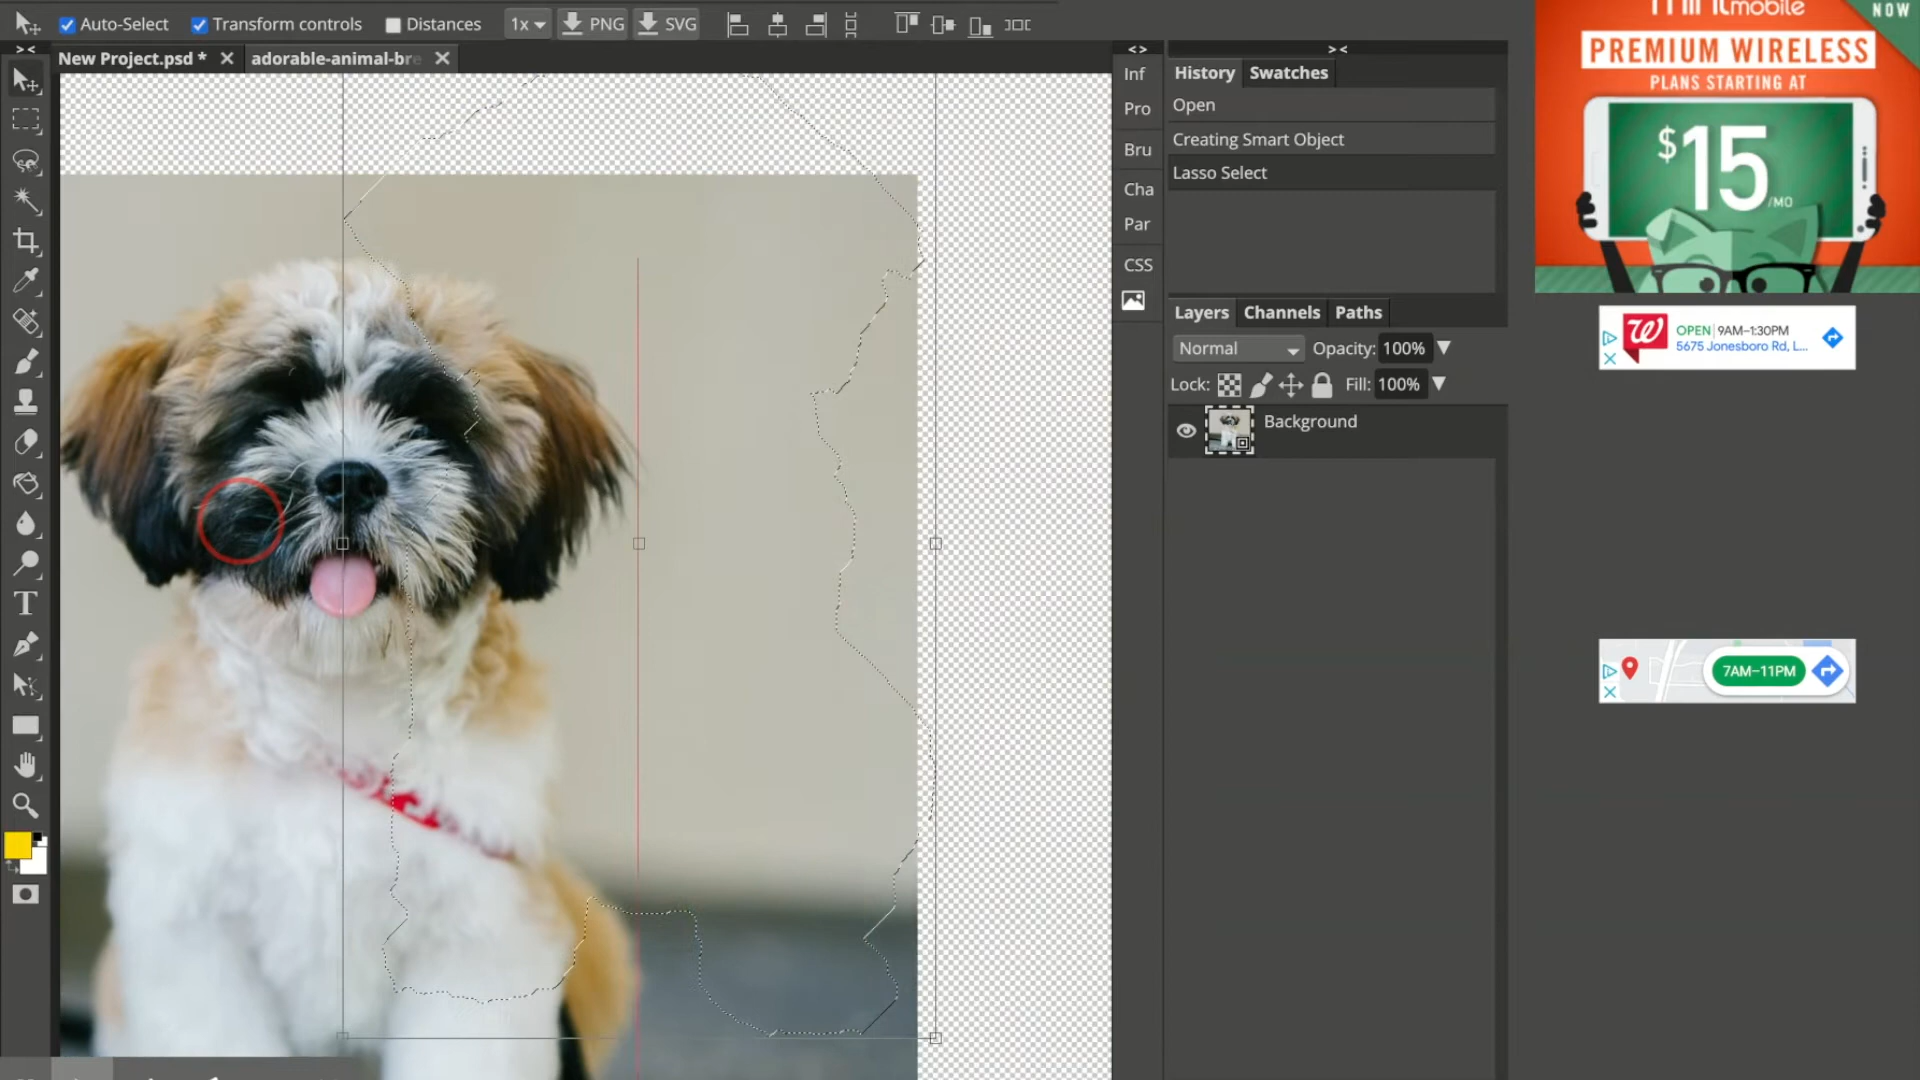 Auto-Select Transform controls Distances 1x PNG SVG
New Project.psd * adorable-animal-bre
Inf
Pro
Bru
Cha
Par
CSS
History Swatches
Open
Creating Smart Object
Lasso Select
Layers Channels Paths
Normal Opacity: 100%
Lock: Fill: 100%
Background
T
mobile
NOW
PREMIUM WIRELESS
PLANS STARTING AT
$15/MO
W OPEN | 9AM–1:30PM
5675 Jonesboro Rd, L...
7AM–11PM